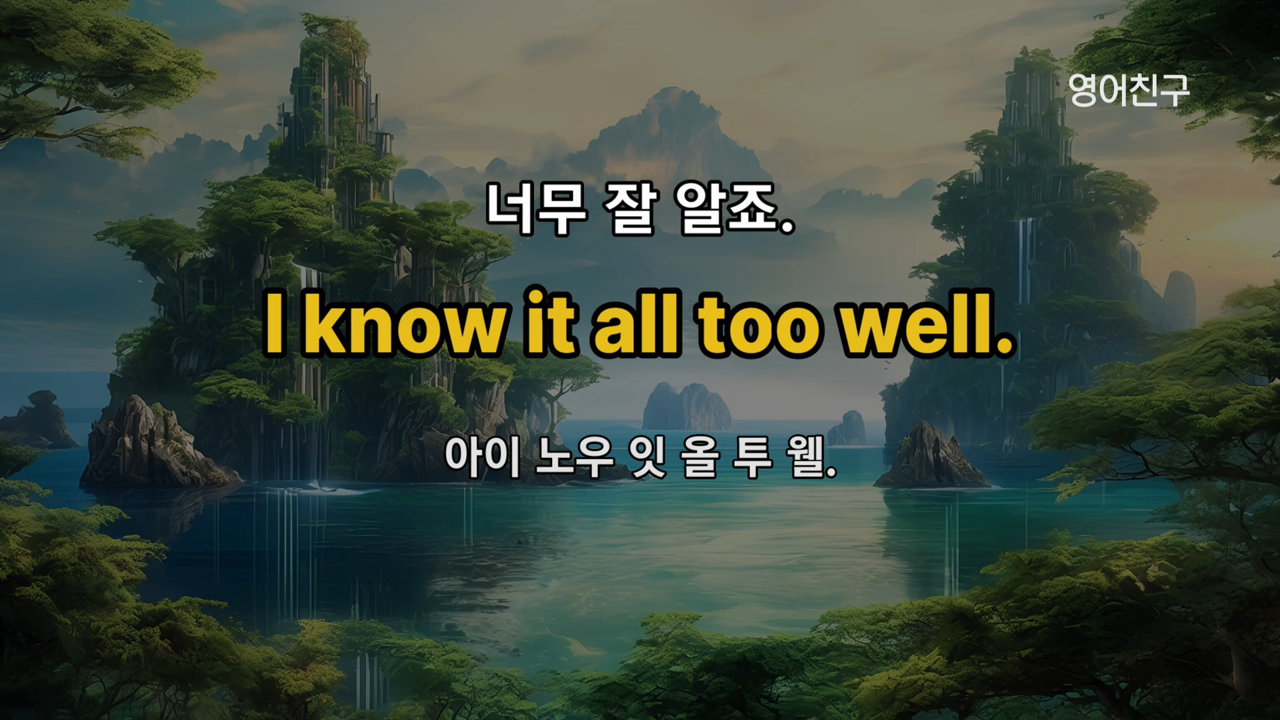 영어친구
너무 잘 알죠.
I know it all too well.
아이 노우 잇 올 투 웰.